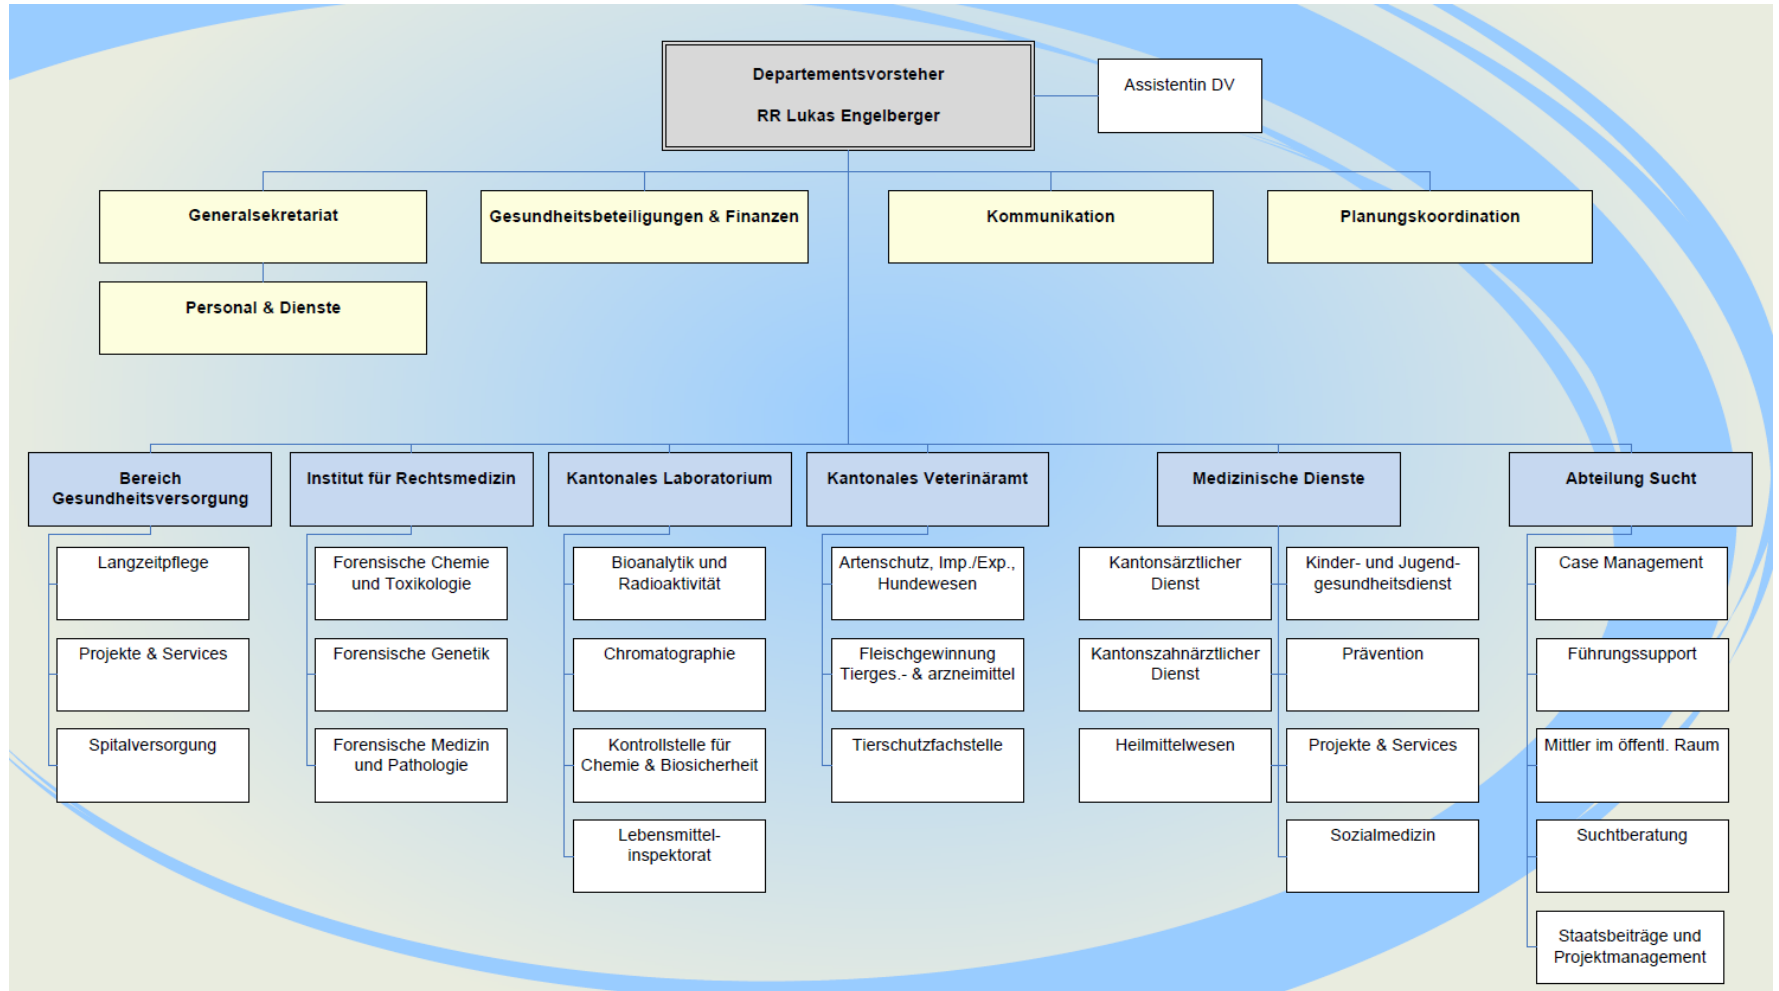 Departementsvorsteher
RR Lukas Engelberger
Assistentin DV
Generalsekretariat
Gesundheitsbeteiligungen & Finanzen
Kommunikation
Planungskoordination
Personal & Dienste
Bereich
Gesundheitsversorgung
Langzeitpflege
Projekte & Services
Spitalversorgung
Institut für Rechtsmedizin
Forensische Chemie
und Toxikologie
Forensische Genetik
Forensische Medizin
und Pathologie
Kantonales Laboratorium
Bioanalytik und
Radioaktivität
Chromatographie
Kontrollstelle für
Chemie & Biosicherheit
Lebensmittel-
inspektorat
Kantonales Veterinäramt
Artenschutz, Imp./Exp.,
Hundewesen
Fleischgewinnung
Tierges.- & arzneimittel
Tierschutzfachstelle
Medizinische Dienste
Kantonsärztlicher
Dienst
Kantonszahnärztlicher
Dienst
Heilmittelwesen
Kinder- und Jugend-
gesundheitsdienst
Prävention
Projekte & Services
Sozialmedizin
Abteilung Sucht
Case Management
Führungssupport
Mittler im öffentl. Raum
Suchtberatung
Staatsbeiträge und
Projektmanagement